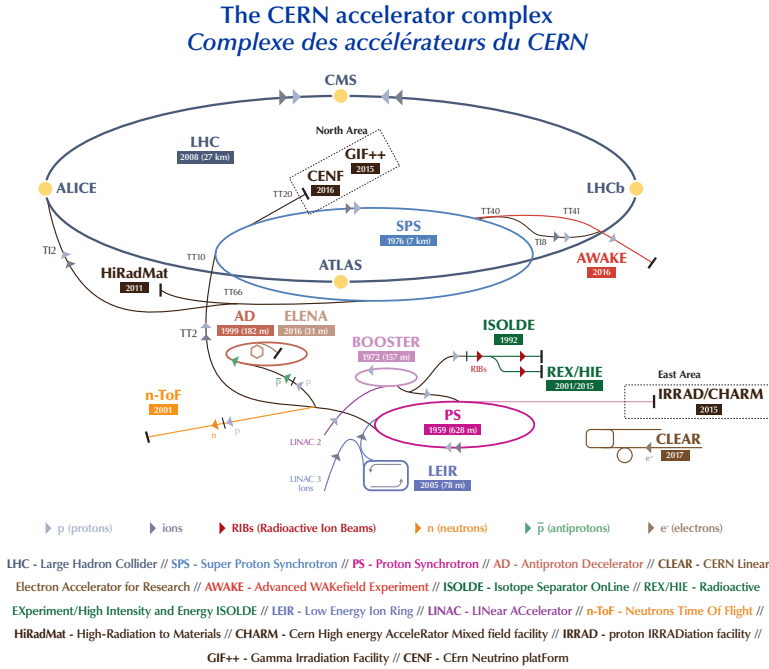 The CERN accelerator complex
Complexe des accélérateurs du CERN
CMS
LHC
2008 (27 km)
North Area
GIF++
2015
CENF
2016
TT20
ALICE
LHCb
TT40
TT41
SPS
1976 (7 km)
TI2
TT10
TI8
AWAKE
2016
ATLAS
HiRadMat
2011
TT66
TT2
AD
1999 (182 m)
ELENA
2016 (31 m)
BOOSTER
1972 (157 m)
ISOLDE
1992
RIBs
REX/HIE
2001/2015
p̅
p
East Area
IRRAD/CHARM
2015
n-ToF
2001
n
p
PS
1959 (628 m)
LINAC 2
CLEAR
2017
e-
LINAC 3
Ions
LEIR
2005 (78 m)
p (protons)
ions
RIBs (Radioactive Ion Beams)
n (neutrons)
p̅ (antiprotons)
e- (electrons)
LHC - Large Hadron Collider // SPS - Super Proton Synchrotron // PS - Proton Synchrotron // AD - Antiproton Decelerator // CLEAR - CERN Linear
Electron Accelerator for Research // AWAKE - Advanced WAKefield Experiment // ISOLDE - Isotope Separator OnLine // REX/HIE - Radioactive
EXperiment/High Intensity and Energy ISOLDE // LEIR - Low Energy Ion Ring // LINAC - LINear ACcelerator // n-ToF - Neutrons Time Of Flight //
HiRadMat - High-Radiation to Materials // CHARM - Cern High energy AcceleRator Mixed field facility // IRRAD - proton IRRADiation facility //
GIF++ - Gamma Irradiation Facility // CENF - CErn Neutrino platForm